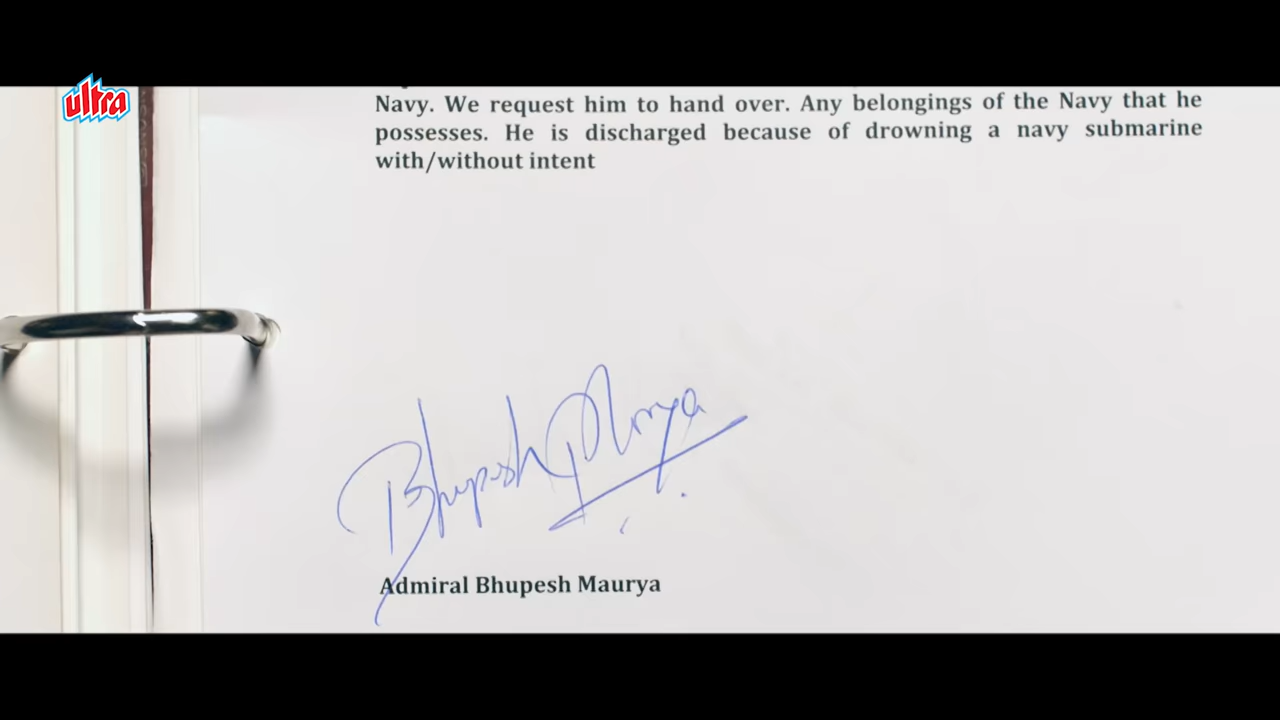 ultra
Navy. We request him to hand over. Any belongings of the Navy that he
possesses. He is discharged because of drowning a navy submarine
with/without intent
Bhupesh Maurya
Admiral Bhupesh Maurya